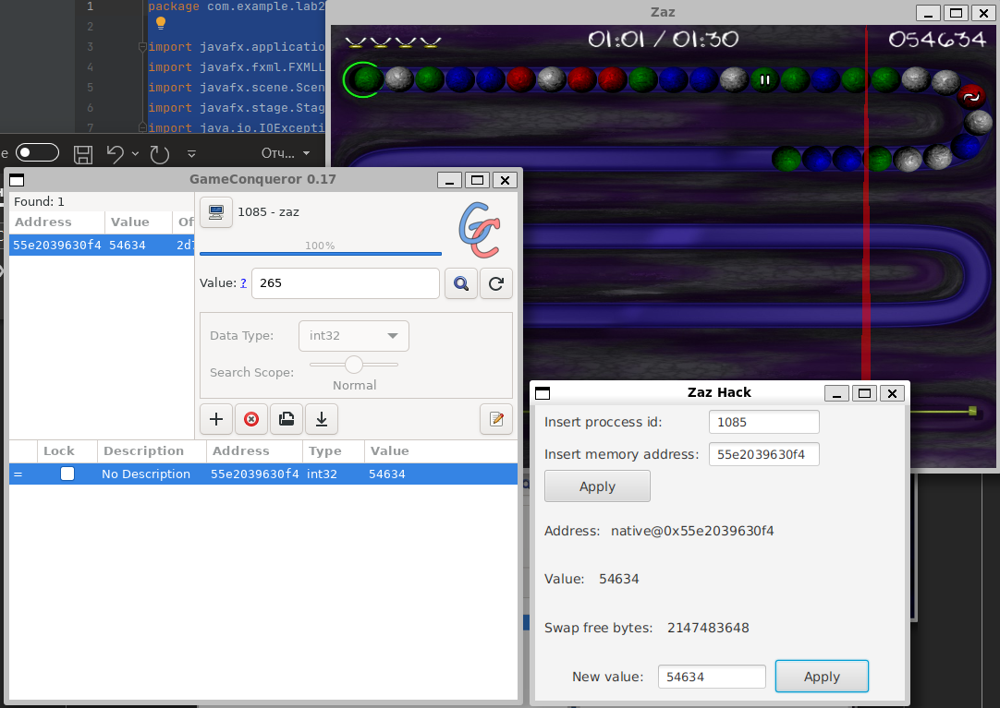 1 package com.example.lab2
2
3 import javafx.applicatio
4 import javafx.fxml.FXMLL
5 import javafx.scene.Scen
6 import javafx.stage.Stag
7 import java.io.IOExcepti
Отч...
Zaz
01:01 / 01:30
054634
GameConqueror 0.17
Found: 1
Address Value Of
55e2039630f4 54634 2d
1085 - zaz
100%
Value: ? 265
Data Type: int32
Search Scope:
Normal
Lock Description Address Type Value
= No Description 55e2039630f4 int32 54634
Zaz Hack
Insert proccess id: 1085
Insert memory address: 55e2039630f4
Apply
Address: native@0x55e2039630f4
Value: 54634
Swap free bytes: 2147483648
New value: 54634 Apply